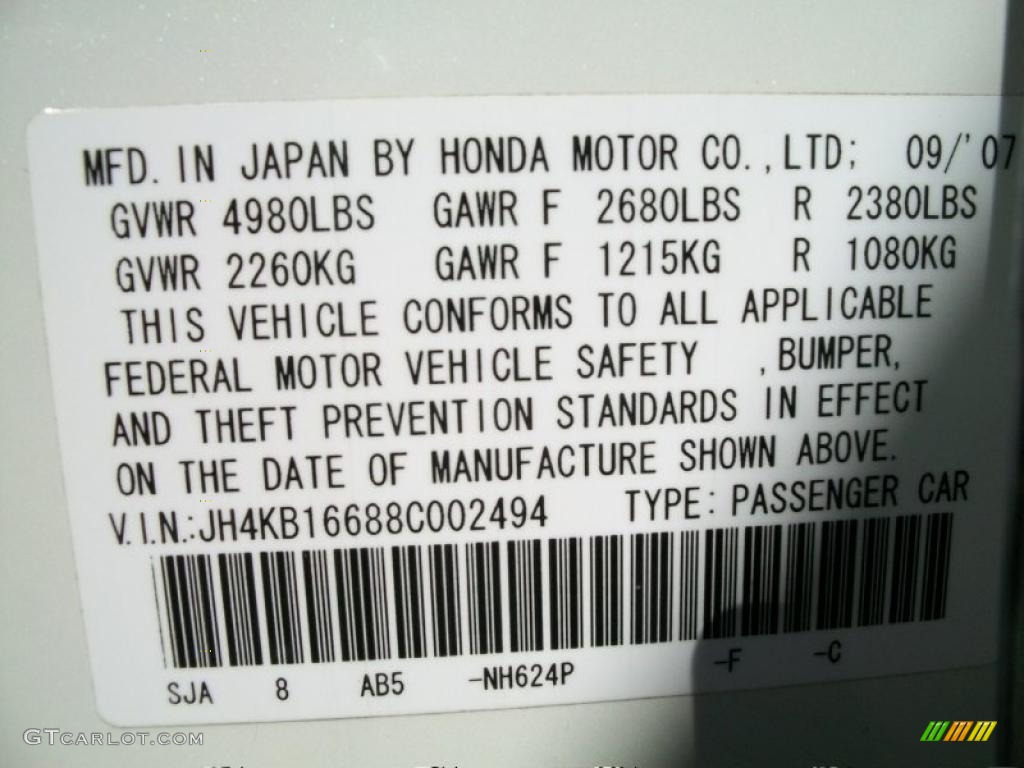 MFD. IN JAPAN BY HONDA MOTOR CO.,LTD; 09/'07
GVWR 4980LBS GAWR F 2680LBS R 2380LBS
GVWR 2260KG GAWR F 1215KG R 1080KG
THIS VEHICLE CONFORMS TO ALL APPLICABLE
FEDERAL MOTOR VEHICLE SAFETY ,BUMPER,
AND THEFT PREVENTION STANDARDS IN EFFECT
ON THE DATE OF MANUFACTURE SHOWN ABOVE.
V.I.N.:JH4KB16688C002494 TYPE:PASSENGER CAR
SJA 8 AB5 -NH624P -F -C
GTCARLOT.COM